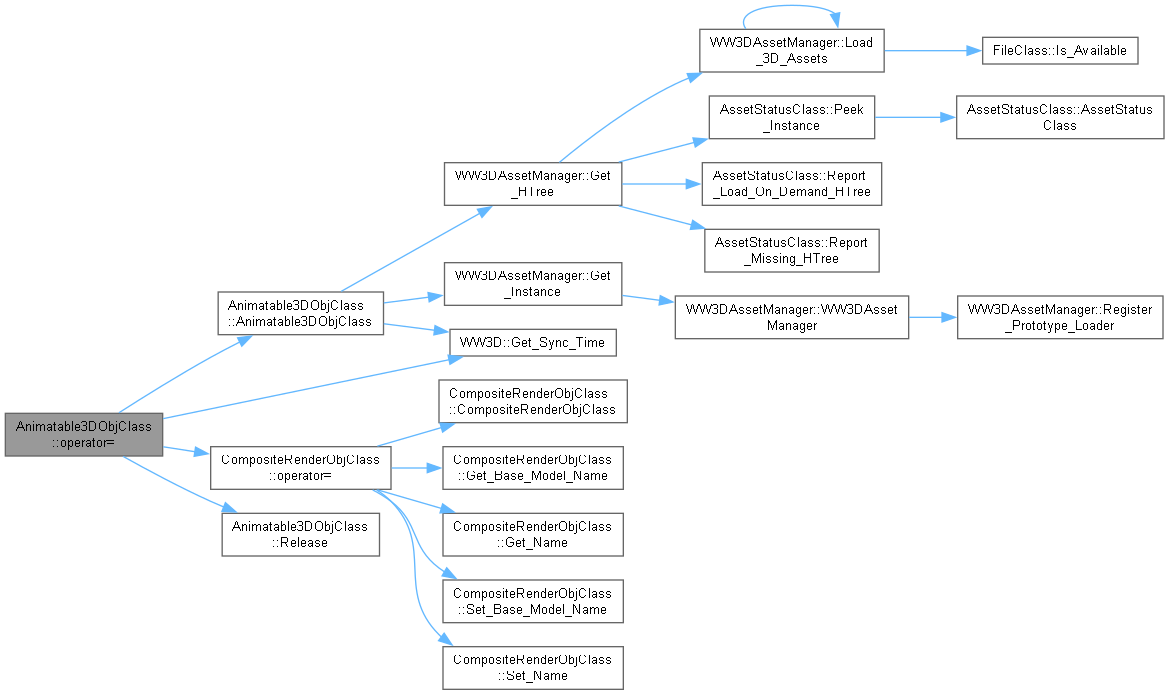 WW3DAssetManager::Load
_3D_Assets
FileClass::Is_Available
AssetStatusClass::Peek
_Instance
AssetStatusClass::AssetStatus
Class
WW3DAssetManager::Get
_HTree
AssetStatusClass::Report
_Load_On_Demand_HTree
AssetStatusClass::Report
_Missing_HTree
WW3DAssetManager::Get
_Instance
Animatable3DObjClass
::Animatable3DObjClass
WW3DAssetManager::WW3DAsset
Manager
WW3DAssetManager::Register
_Prototype_Loader
WW3D::Get_Sync_Time
CompositeRenderObjClass
::CompositeRenderObjClass
Animatable3DObjClass
::operator=
CompositeRenderObjClass
::operator=
CompositeRenderObjClass
::Get_Base_Model_Name
Animatable3DObjClass
::Release
CompositeRenderObjClass
::Get_Name
CompositeRenderObjClass
::Set_Base_Model_Name
CompositeRenderObjClass
::Set_Name